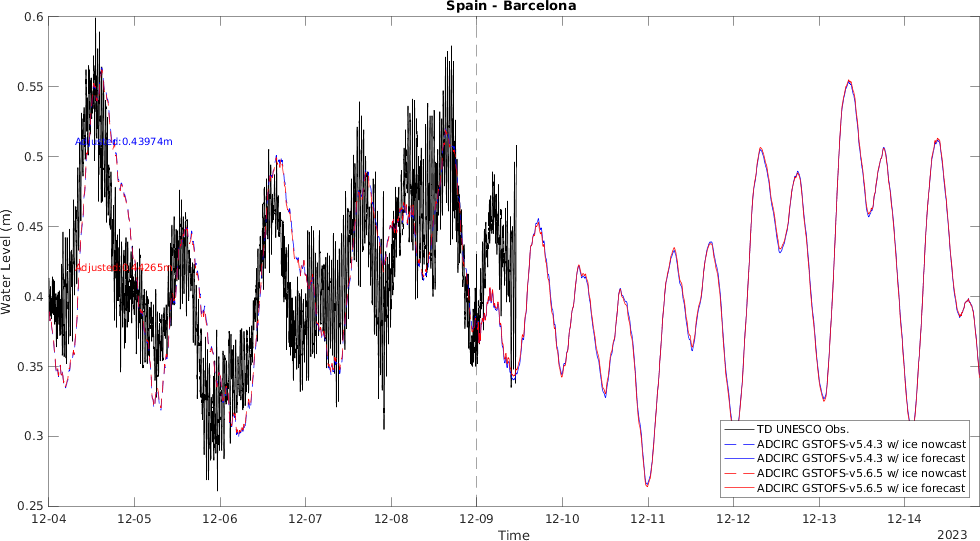 Spain - Barcelona
0.6
0.55
0.5
0.45
0.4
0.35
0.3
0.25
Water Level (m)
Adjusted:0.43974m
12-04
12-05
12-06
12-07
12-08
12-09
12-10
12-11
12-12
12-13
12-14
Time
2023
TD UNESCO Obs.
ADCIRC GSTOFS-v5.4.3 w/ ice nowcast
ADCIRC GSTOFS-v5.4.3 w/ ice forecast
ADCIRC GSTOFS-v5.6.5 w/ ice nowcast
ADCIRC GSTOFS-v5.6.5 w/ ice forecast